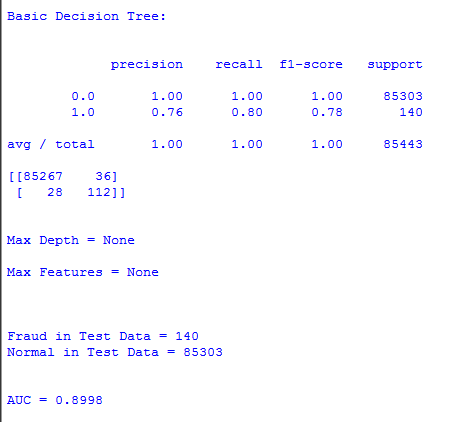 Basic Decision Tree:
precision recall f1-score support
0.0 1.00 1.00 1.00 85303
1.0 0.76 0.80 0.78 140
avg / total 1.00 1.00 1.00 85443
[[85267 36]
[ 28 112]]
Max Depth = None
Max Features = None
Fraud in Test Data = 140
Normal in Test Data = 85303
AUC = 0.8998